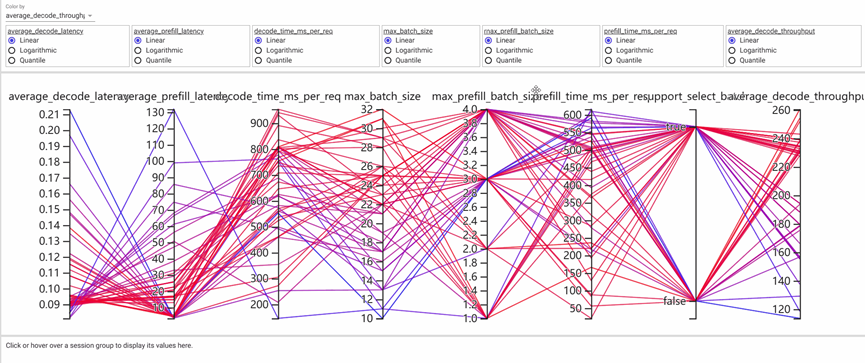 Color by
average_decode_throughp
average_decode_latency
Linear
Logarithmic
Quantile
average_prefill_latency
Linear
Logarithmic
Quantile
decode_time_ms_per_req
Linear
Logarithmic
Quantile
max_batch_size
Linear
Logarithmic
Quantile
max_prefill_batch_size
Linear
Logarithmic
Quantile
prefill_time_ms_per_req
Linear
Logarithmic
Quantile
average_decode_throughput
Linear
Logarithmic
Quantile
average_decode_latency
0.21
0.20
0.19
0.18
0.17
0.16
0.15
0.14
0.13
0.12
0.11
0.10
0.09
average_prefill_latency
130
120
110
100
90
80
70
60
50
40
30
20
10
decode_time_ms_per_req
900
800
700
600
500
400
300
200
max_batch_size
32
30
28
26
24
22
20
18
16
14
12
10
max_prefill_batch_size
4.0
3.8
3.6
3.4
3.2
3.0
2.8
2.6
2.4
2.2
2.0
1.8
1.6
1.4
1.2
1.0
prefill_time_ms_per_req
600
550
500
450
400
350
300
250
200
150
100
50
support_select_batch
true
false
average_decode_throughpu
260
240
220
200
180
160
140
120
Click or hover over a session group to display its values here.